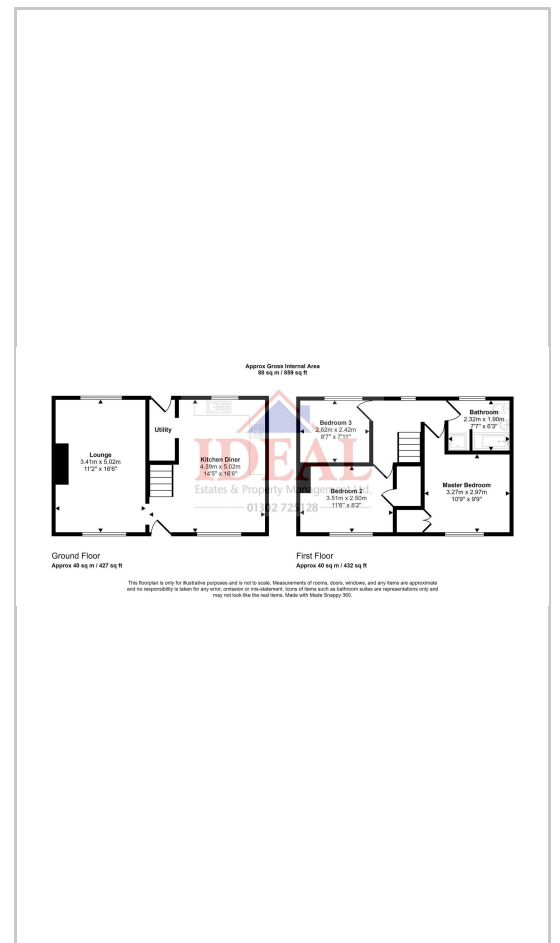 Approx Gross Internal Area
80 sq m / 859 sq ft
Utility
Lounge
3.41m x 5.02m
11'2" x 16'6"
Kitchen Diner
4.39m x 5.02m
14'5" x 16'6"
Bedroom 3
2.62m x 2.42m
8'7" x 7'11"
Bathroom
2.32m x 1.90m
7'7" x 6'3"
Bedroom 2
3.51m x 2.50m
11'6" x 8'2"
Master Bedroom
3.27m x 2.97m
10'9" x 9'9"
IDEAL
Estates & Property Management Ltd.
01302 725128
Ground Floor
Approx 40 sq m / 427 sq ft
First Floor
Approx 40 sq m / 432 sq ft
This floorplan is only for illustrative purposes and is not to scale. Measurements of rooms, doors, windows, and any items are approximate
and no responsibility is taken for any error, omission or mis-statement. Icons of items such as bathroom suites are representations only and
may not look like the real items. Made with Made Snappy 360.